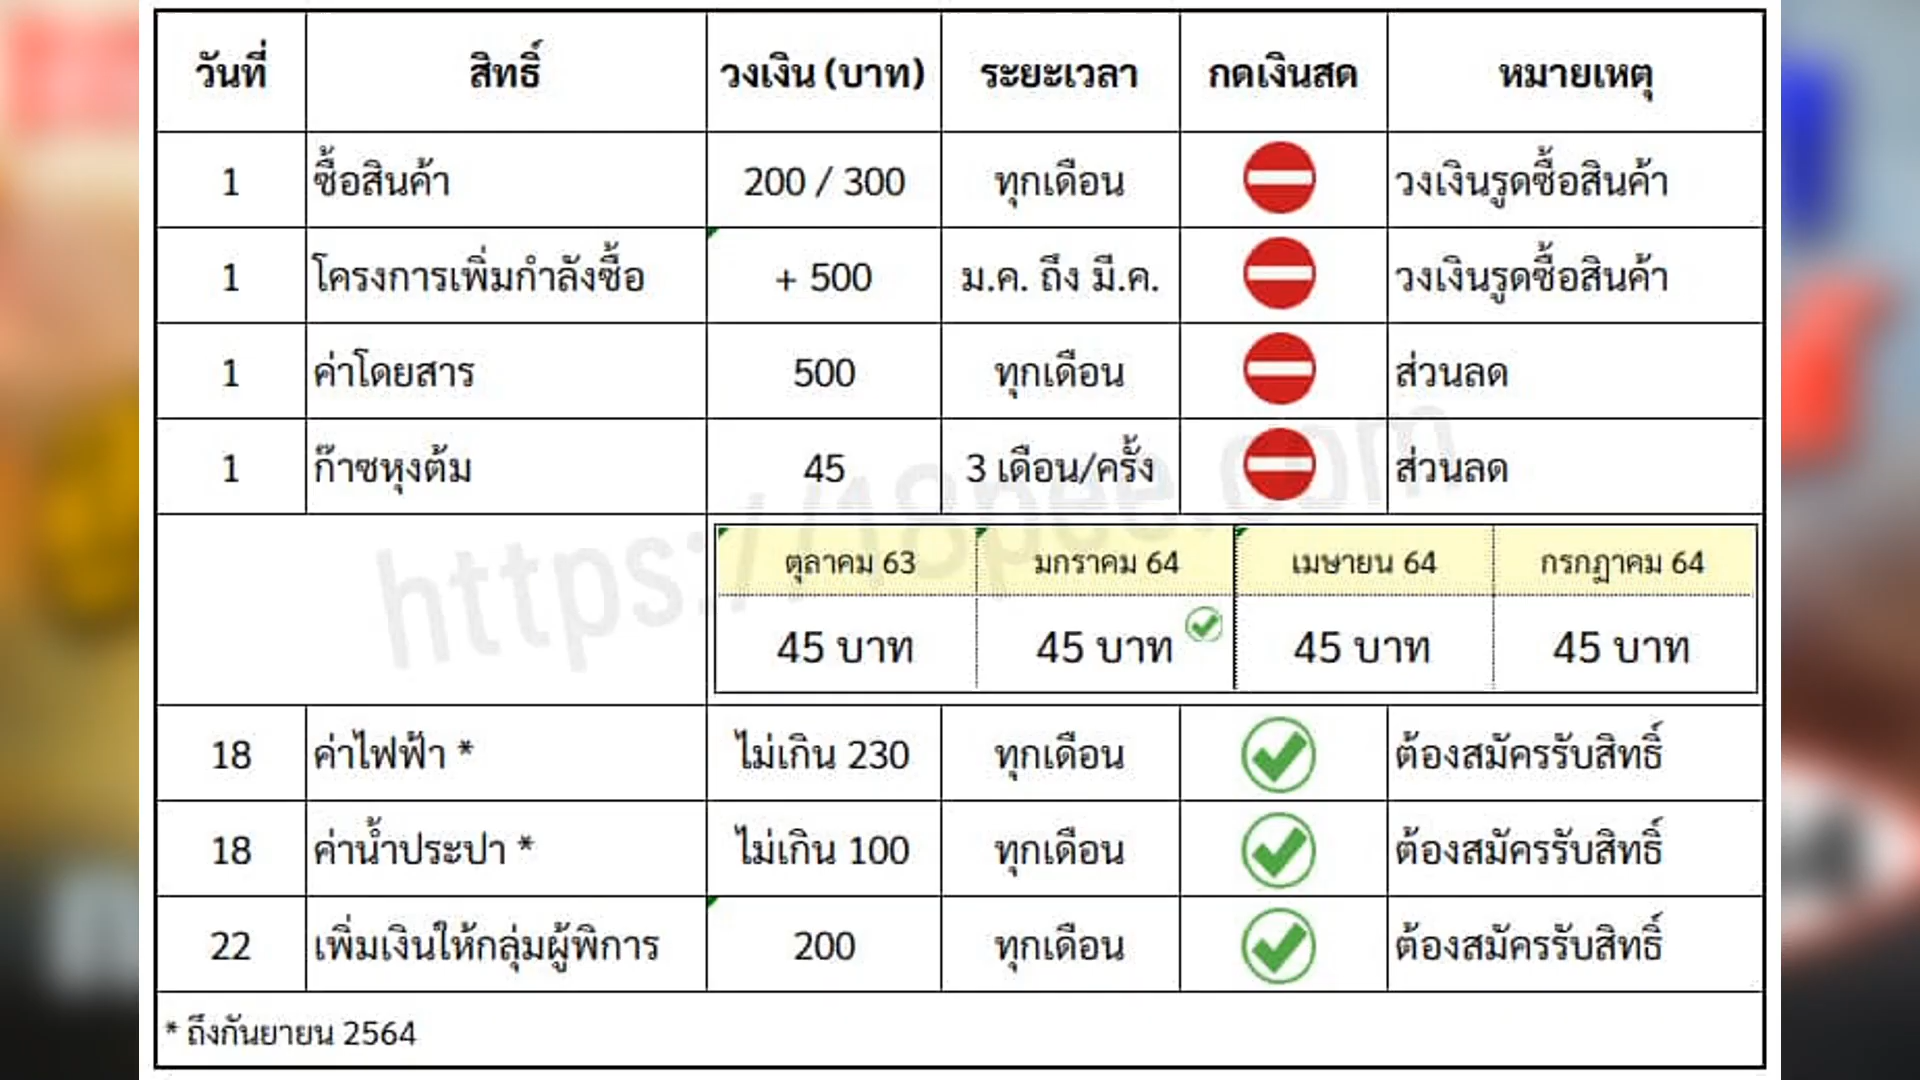 วันที่ สิทธิ์ วงเงิน (บาท) ระยะเวลา กดเงินสด หมายเหตุ
1 ซื้อสินค้า 200 / 300 ทุกเดือน วงเงินรูดซื้อสินค้า
1 โครงการเพิ่มกำลังซื้อ + 500 ม.ค. ถึง มี.ค. วงเงินรูดซื้อสินค้า
1 ค่าโดยสาร 500 ทุกเดือน ส่วนลด
1 ก๊าซหุงต้ม 45 3 เดือน/ครั้ง ส่วนลด
https://18pee.com
ตุลาคม 63 มกราคม 64 เมษายน 64 กรกฎาคม 64
45 บาท 45 บาท 45 บาท 45 บาท
18 ค่าไฟฟ้า * ไม่เกิน 230 ทุกเดือน ต้องสมัครรับสิทธิ์
18 ค่าน้ำประปา * ไม่เกิน 100 ทุกเดือน ต้องสมัครรับสิทธิ์
22 เพิ่มเงินให้กลุ่มผู้พิการ 200 ทุกเดือน ต้องสมัครรับสิทธิ์
* ถึงกันยายน 2564